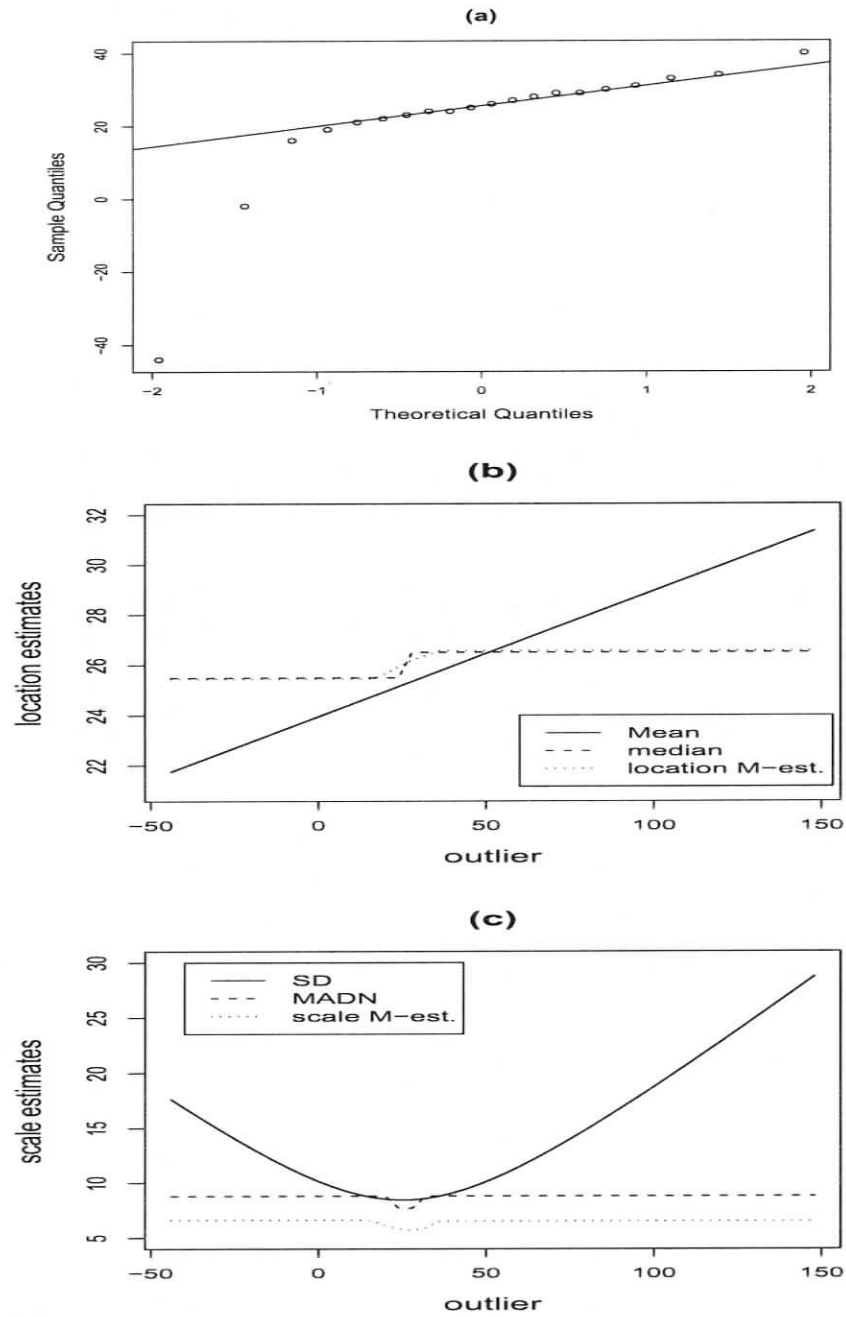 (a)
40
20
0
−20
−40
Sample Quantiles
−2 −1 0 1 2
Theoretical Quantiles
(b)
32
30
28
26
24
22
location estimates
Mean
median
location M−est.
−50 0 50 100 150
outlier
(c)
30
25
20
15
10
5
scale estimates
SD
MADN
scale M−est.
−50 0 50 100 150
outlier